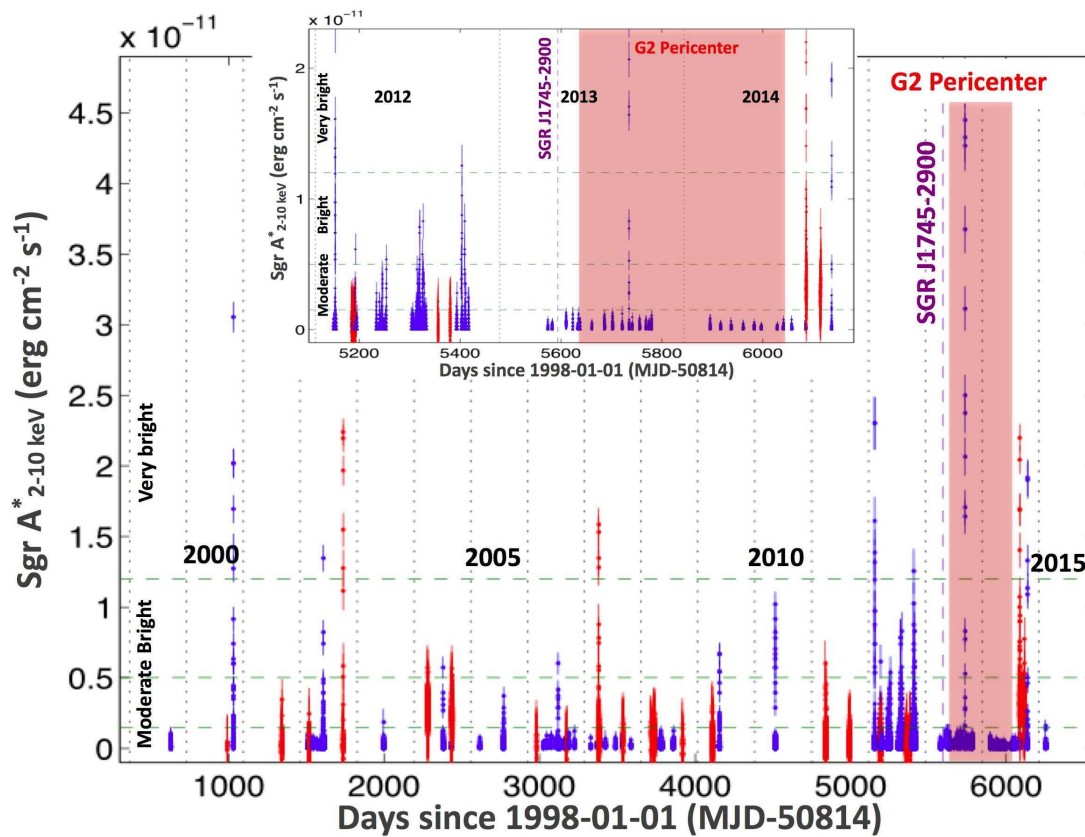 x 10⁻¹¹
4.5
4
3.5
3
2.5
2
1.5
1
0.5
0
Sgr A*2-10 keV (erg cm⁻² s⁻¹)
Very bright
Moderate Bright
2000
2005
2010
2015
G2 Pericenter
SGR J1745-2900
1000
2000
3000
4000
5000
6000
Days since 1998-01-01 (MJD-50814)
x 10⁻¹¹
2
1
0
Sgr A*2-10 keV (erg cm⁻² s⁻¹)
Very bright
Bright
Moderate
2012
2013
2014
SGR J1745-2900
G2 Pericenter
5200
5400
5600
5800
6000
Days since 1998-01-01 (MJD-50814)